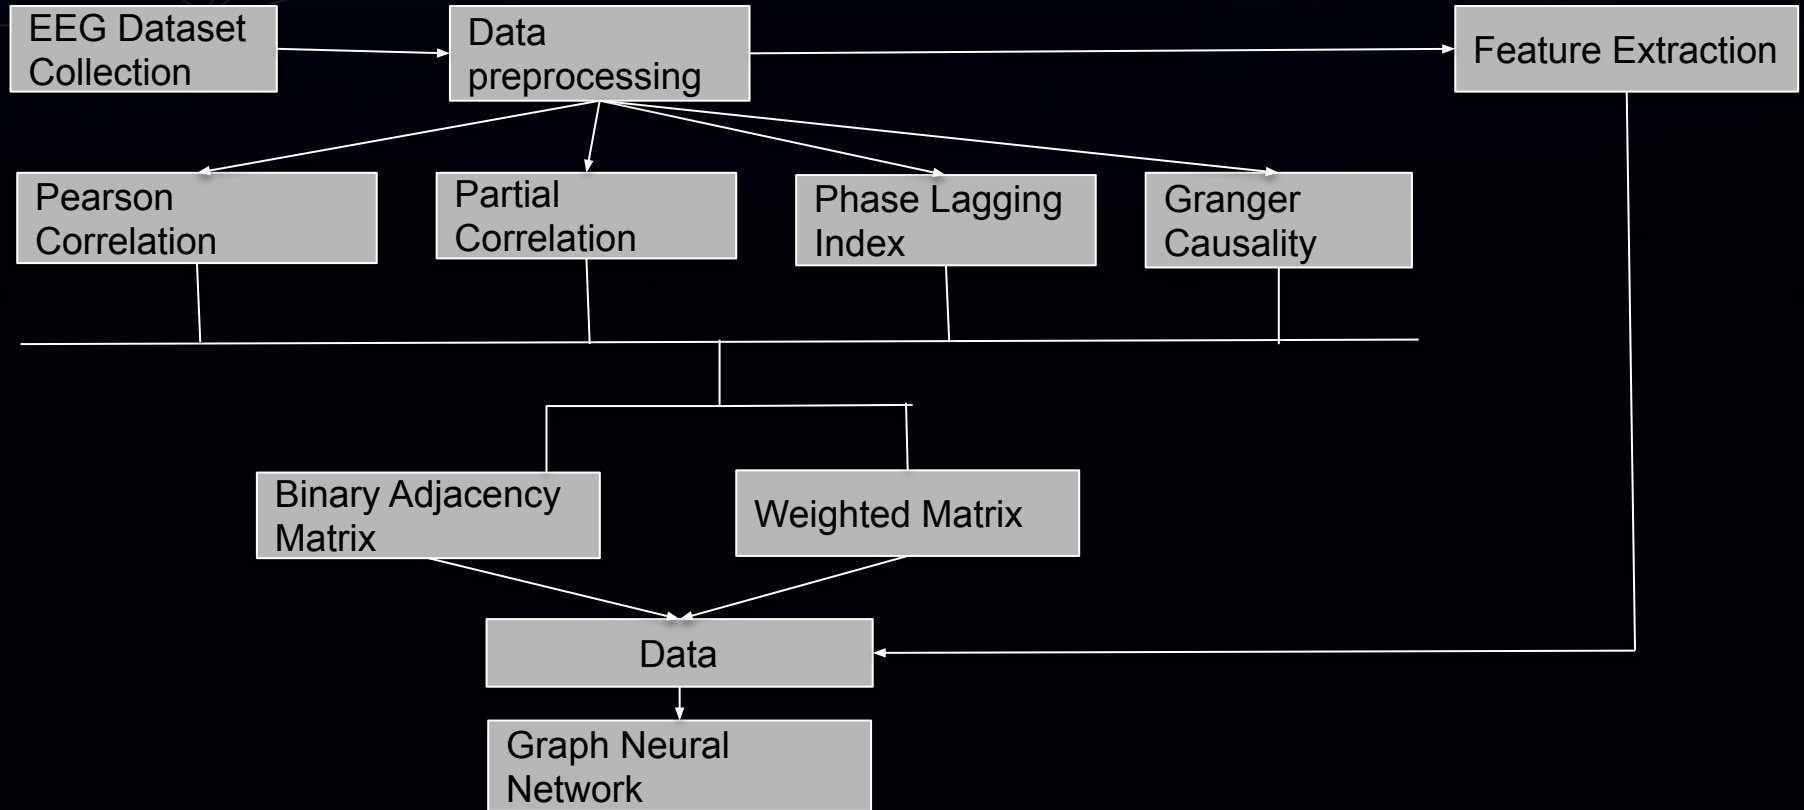 EEG Dataset
Collection
Data
preprocessing
Feature Extraction
Pearson
Correlation
Partial
Correlation
Phase Lagging
Index
Granger
Causality
Binary Adjacency
Matrix
Weighted Matrix
Data
Graph Neural
Network